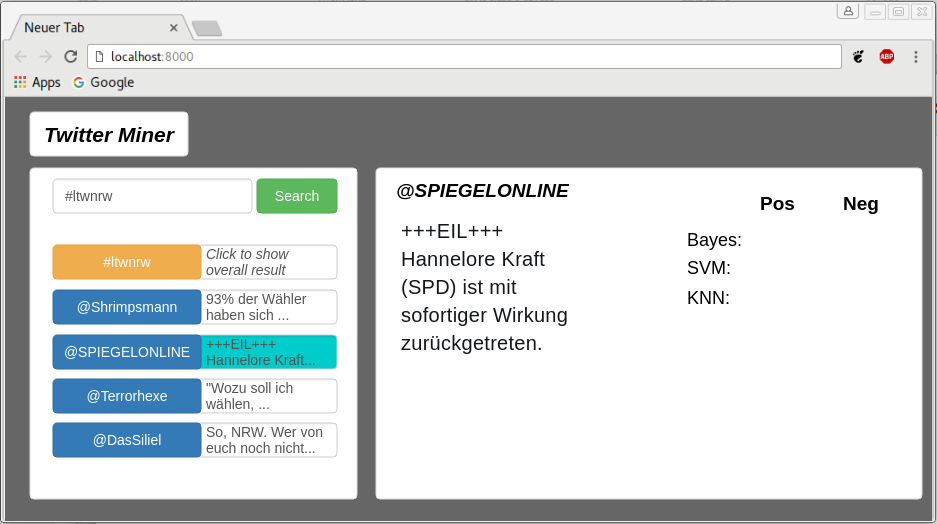 Neuer Tab
localhost:8000
ABP
Apps Google
Twitter Miner
#ltwnrw Search
#ltwnrw
Click to show
overall result
@Shrimpsmann
93% der Wähler
haben sich ...
@SPIEGELONLINE
+++EIL+++
Hannelore Kraft...
@Terrorhexe
"Wozu soll ich
wählen, ...
@DasSiliel
So, NRW. Wer von
euch noch nicht...
@SPIEGELONLINE
+++EIL+++
Hannelore Kraft
(SPD) ist mit
sofortiger Wirkung
zurückgetreten.
Pos Neg
Bayes:
SVM:
KNN: